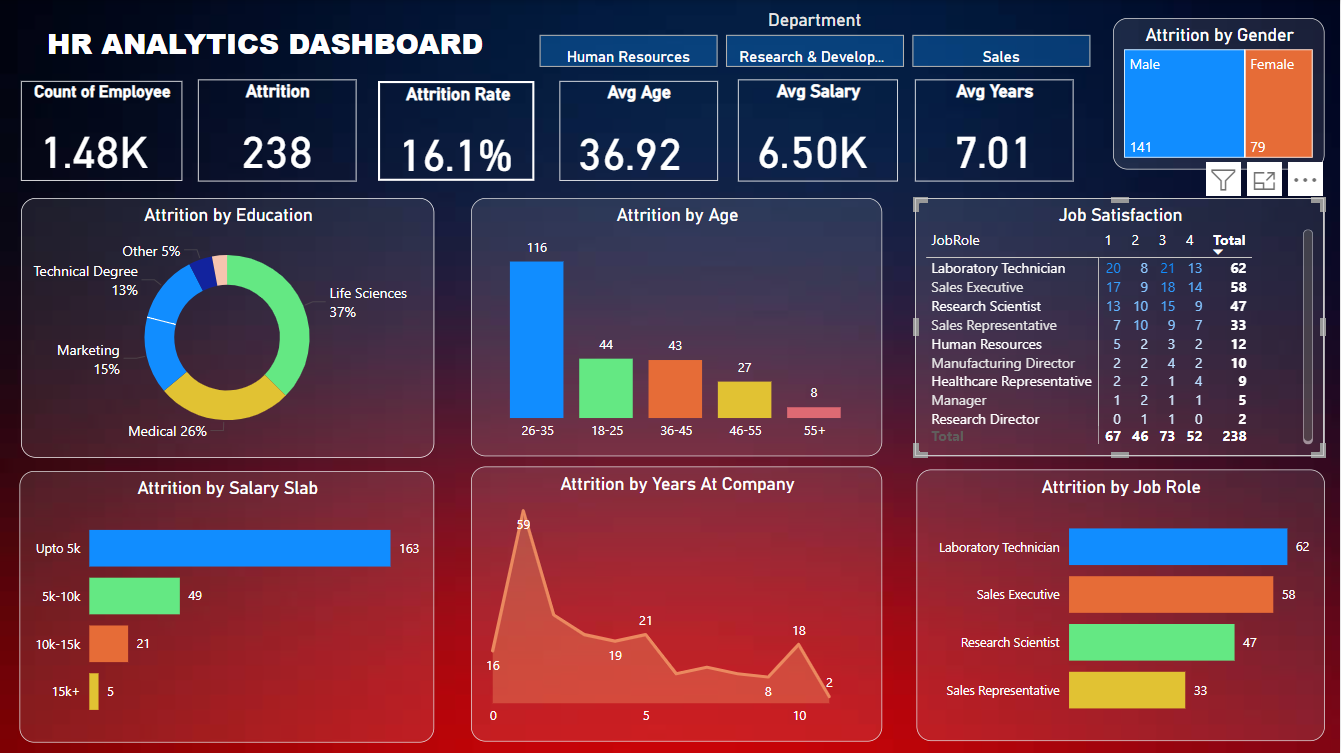 HR ANALYTICS DASHBOARD
Department
Human Resources
Research & Develop...
Sales
Count of Employee
1.48K
Attrition
238
Attrition Rate
16.1%
Avg Age
36.92
Avg Salary
6.50K
Avg Years
7.01
Attrition by Gender
Male
Female
141
79
Attrition by Education
Other 5%
Technical Degree
13%
Life Sciences
37%
Marketing
15%
Medical 26%
Attrition by Age
116
44
43
27
8
26-35
18-25
36-45
46-55
55+
Job Satisfaction
JobRole 1 2 3 4 Total
Laboratory Technician 20 8 21 13 62
Sales Executive 17 9 18 14 58
Research Scientist 13 10 15 9 47
Sales Representative 7 10 9 7 33
Human Resources 5 2 3 2 12
Manufacturing Director 2 2 4 2 10
Healthcare Representative 2 2 1 4 9
Manager 1 2 1 1 5
Research Director 0 1 1 0 2
Total 67 46 73 52 238
Attrition by Salary Slab
Upto 5k 163
5k-10k 49
10k-15k 21
15k+ 5
Attrition by Years At Company
59
16
19
21
8
18
2
0
5
10
Attrition by Job Role
Laboratory Technician 62
Sales Executive 58
Research Scientist 47
Sales Representative 33